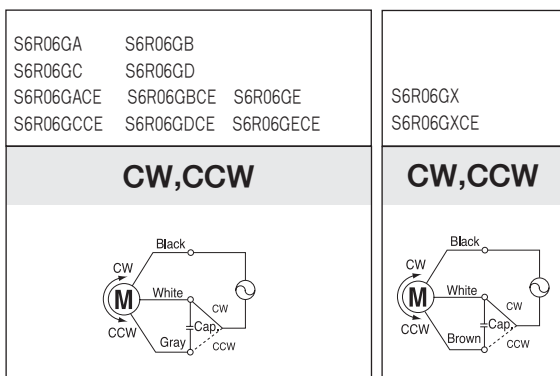 S6R06GA S6R06GB
S6R06GC S6R06GD
S6R06GACE S6R06GBCE S6R06GE
S6R06GCCE S6R06GDCE S6R06GECE
CW,CCW
Black
CW
M
White
CW
Cap.
CCW
Gray
CCW
S6R06GX
S6R06GXCE
CW,CCW
Black
CW
M
White
CW
Cap.
CCW
Brown
CCW